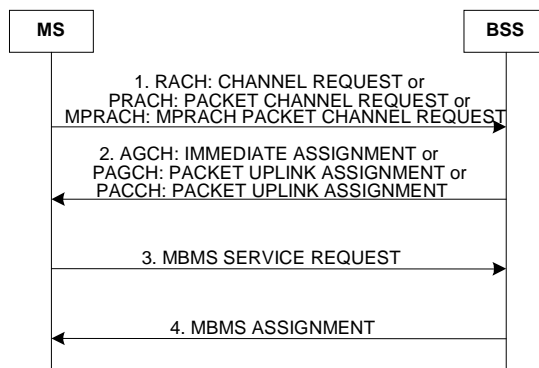 MS
BSS
1. RACH: CHANNEL REQUEST or
PRACH: PACKET CHANNEL REQUEST or
MPRACH: MPRACH PACKET CHANNEL REQUEST
2. AGCH: IMMEDIATE ASSIGNMENT or
PAGCH: PACKET UPLINK ASSIGNMENT or
PACCH: PACKET UPLINK ASSIGNMENT
3. MBMS SERVICE REQUEST
4. MBMS ASSIGNMENT